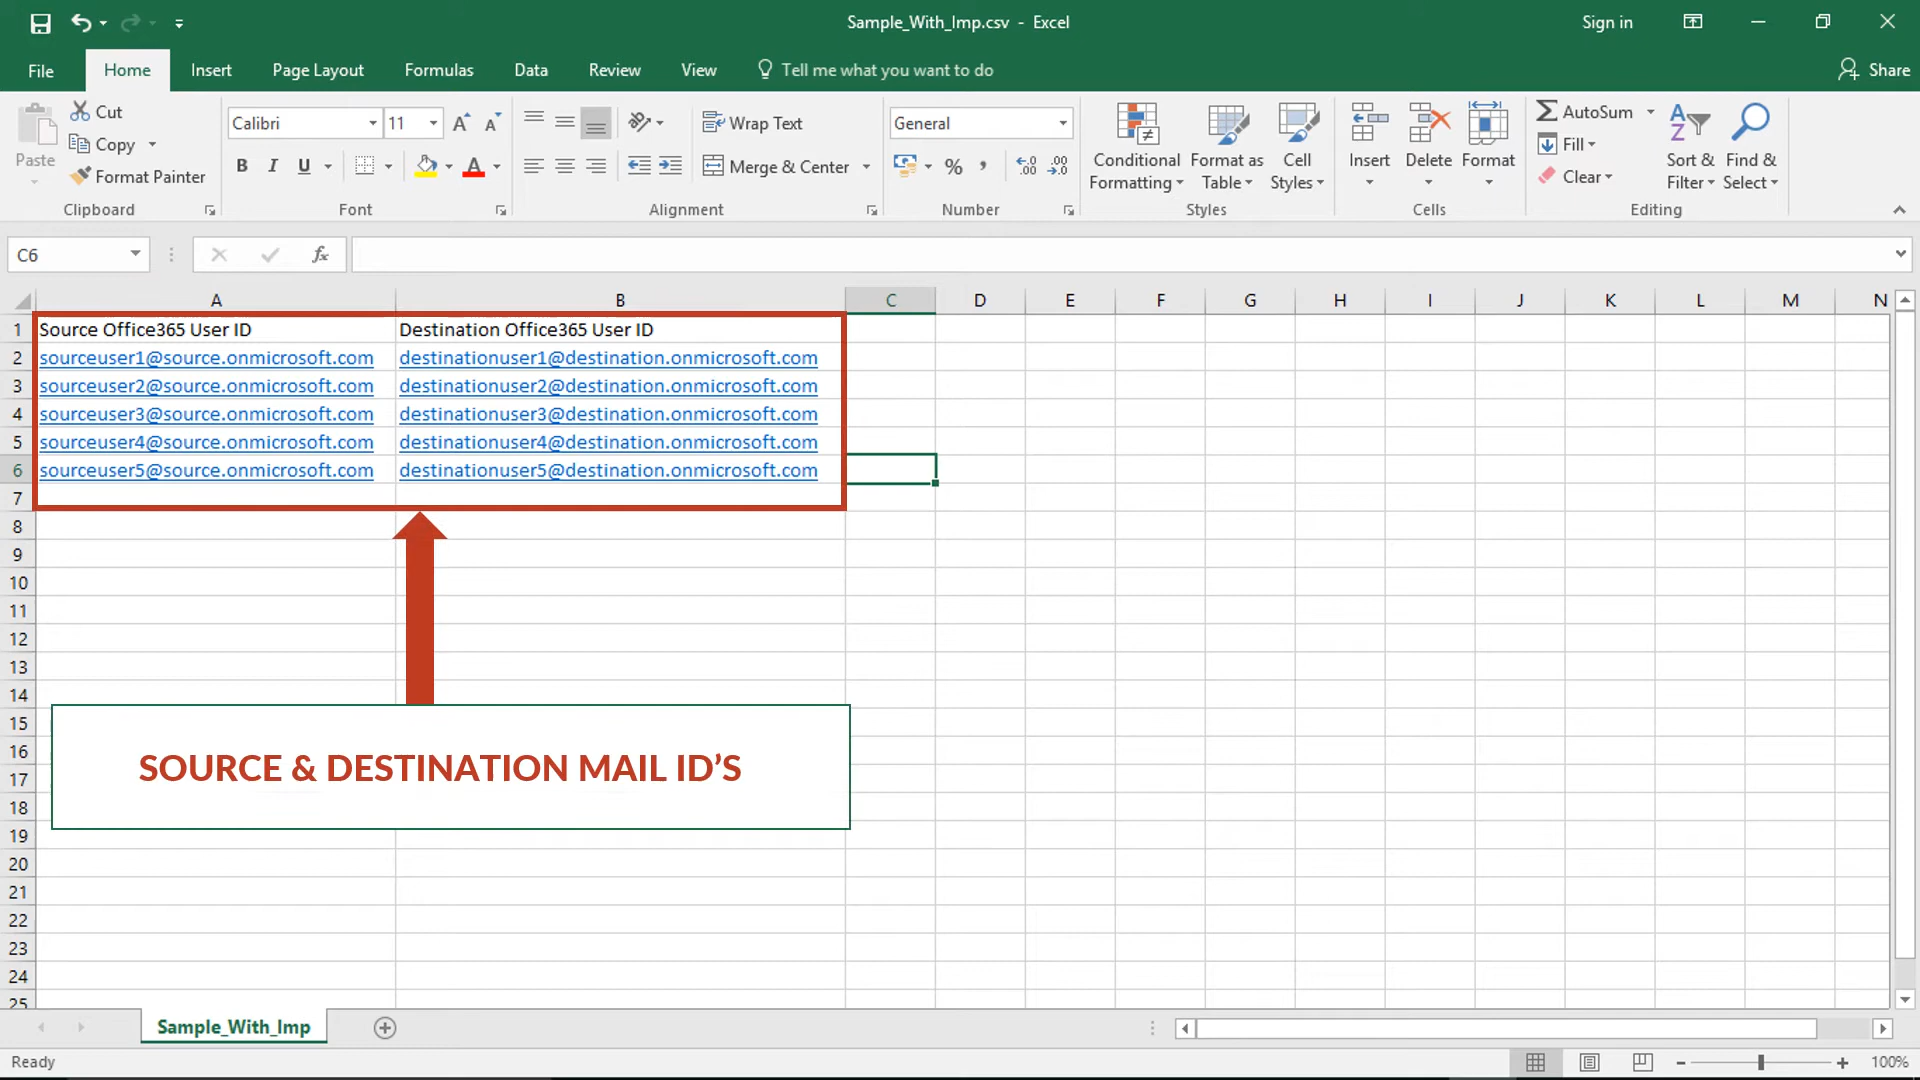 Sample_With_Imp.csv - Excel
Sign in
File
Home
Insert
Page Layout
Formulas
Data
Review
View
Tell me what you want to do
Share
Paste
Cut
Copy
Format Painter
Clipboard
Calibri
11
B I U
Font
Wrap Text
Merge & Center
Alignment
General
%
Number
Conditional Formatting
Format as Table
Cell Styles
Styles
Insert
Delete
Format
Cells
AutoSum
Fill
Clear
Sort & Filter
Find & Select
Editing
C6
fx
A B C D E F G H I J K L M N
1 Source Office365 User ID Destination Office365 User ID
2 sourceuser1@source.onmicrosoft.com destinationuser1@destination.onmicrosoft.com
3 sourceuser2@source.onmicrosoft.com destinationuser2@destination.onmicrosoft.com
4 sourceuser3@source.onmicrosoft.com destinationuser3@destination.onmicrosoft.com
5 sourceuser4@source.onmicrosoft.com destinationuser4@destination.onmicrosoft.com
6 sourceuser5@source.onmicrosoft.com destinationuser5@destination.onmicrosoft.com
7
8
9
10
11
12
13
14
15
16
17
18
19
20
21
22
23
24
25
SOURCE & DESTINATION MAIL ID’S
Sample_With_Imp
Ready
100%